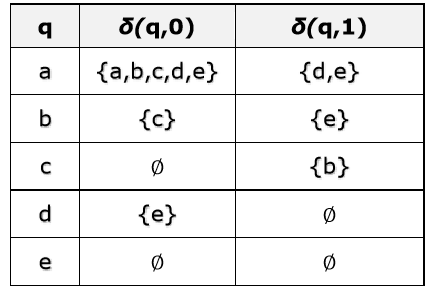 q δ(q,0) δ(q,1)
a {a,b,c,d,e} {d,e}
b {c} {e}
c ∅ {b}
d {e} ∅
e ∅ ∅